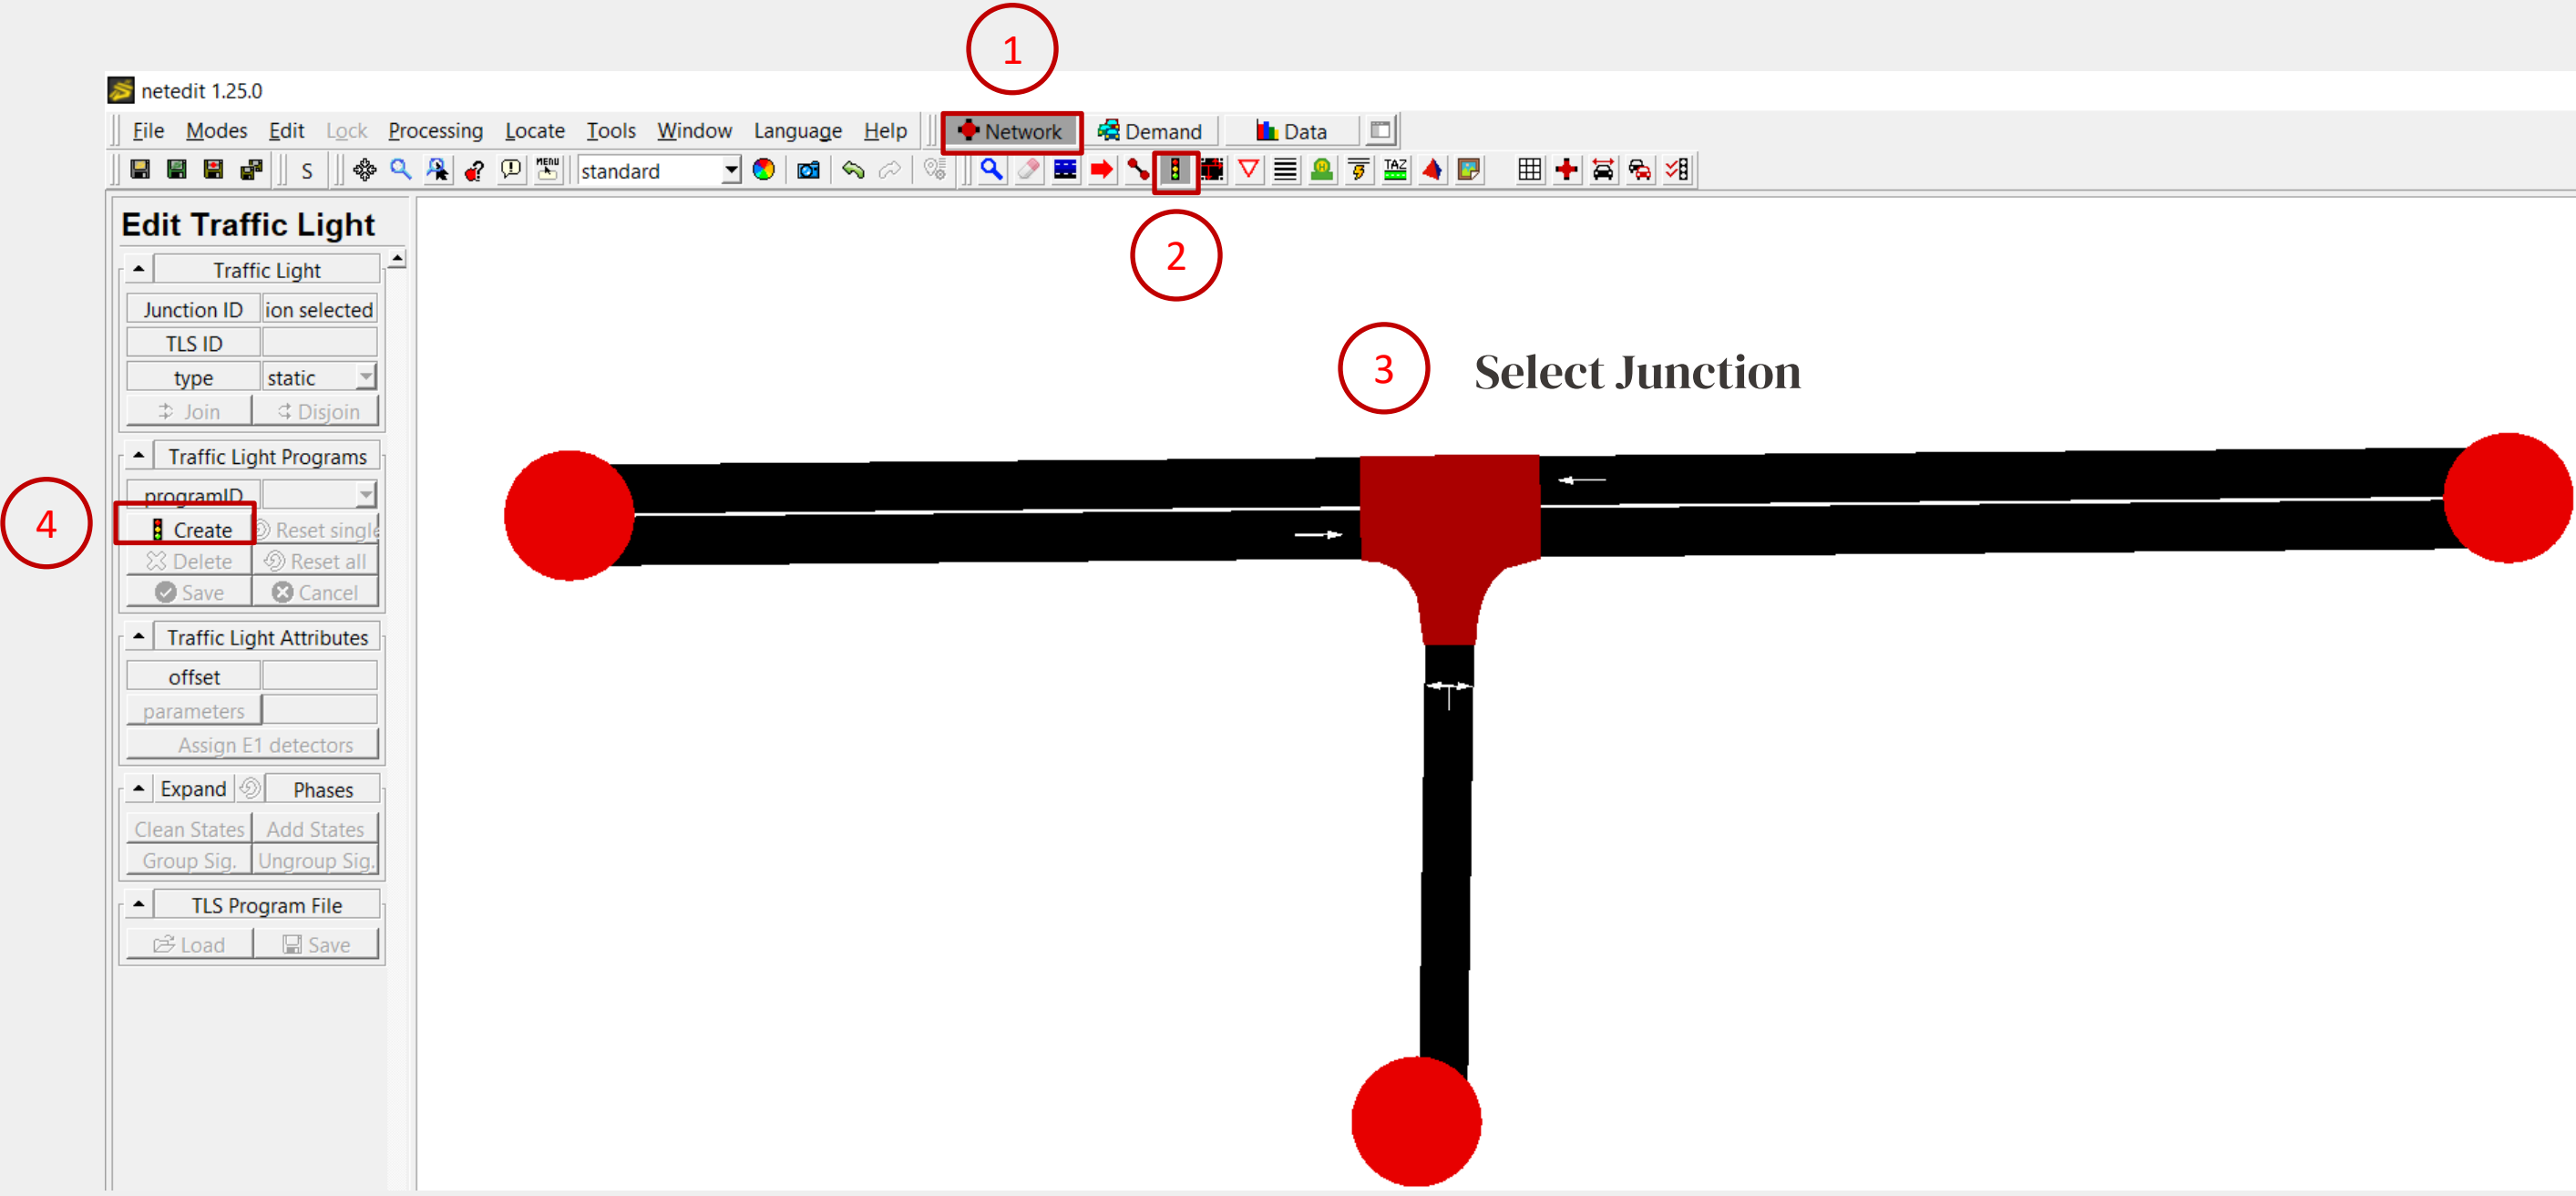 1
netedit 1.25.0
File Modes Edit Lock Processing Locate Tools Window Language Help Network Demand Data
S MENU standard TAZ
2
Edit Traffic Light
Traffic Light
Junction ID ion selected
TLS ID
type static
Join Disjoin
3 Select Junction
Traffic Light Programs
programID
4 Create Reset single
Delete Reset all
Save Cancel
Traffic Light Attributes
offset
parameters
Assign E1 detectors
Expand Phases
Clean States Add States
Group Sig. Ungroup Sig.
TLS Program File
Load Save